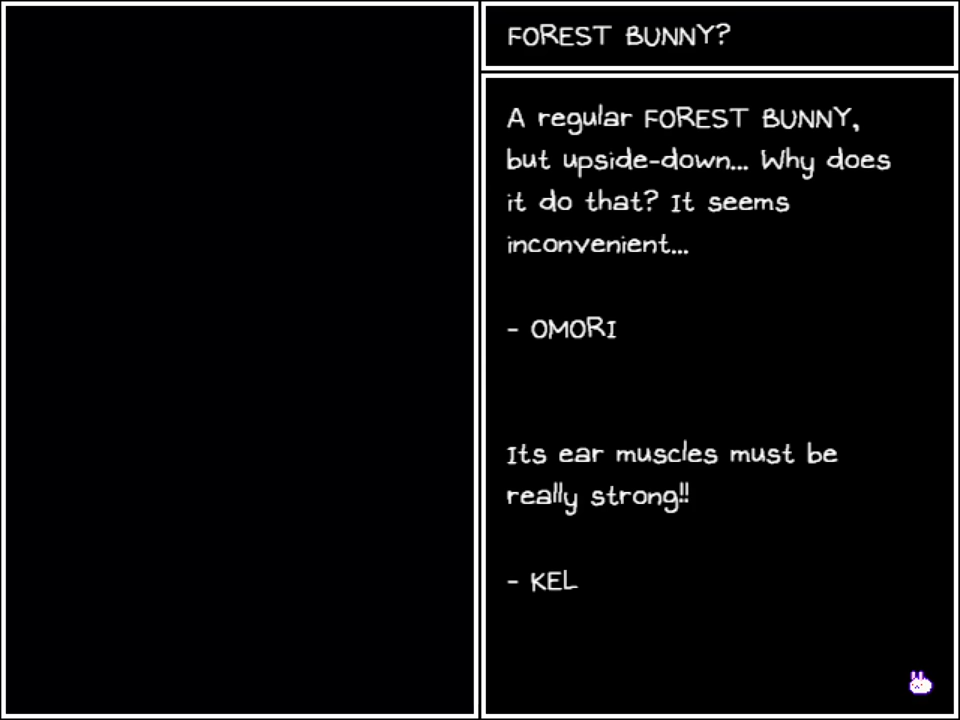 FOREST BUNNY?
A regular FOREST BUNNY,
but upside-down... Why does
it do that? It seems
inconvenient...
- OMORI
Its ear muscles must be
really strong!!
- KEL